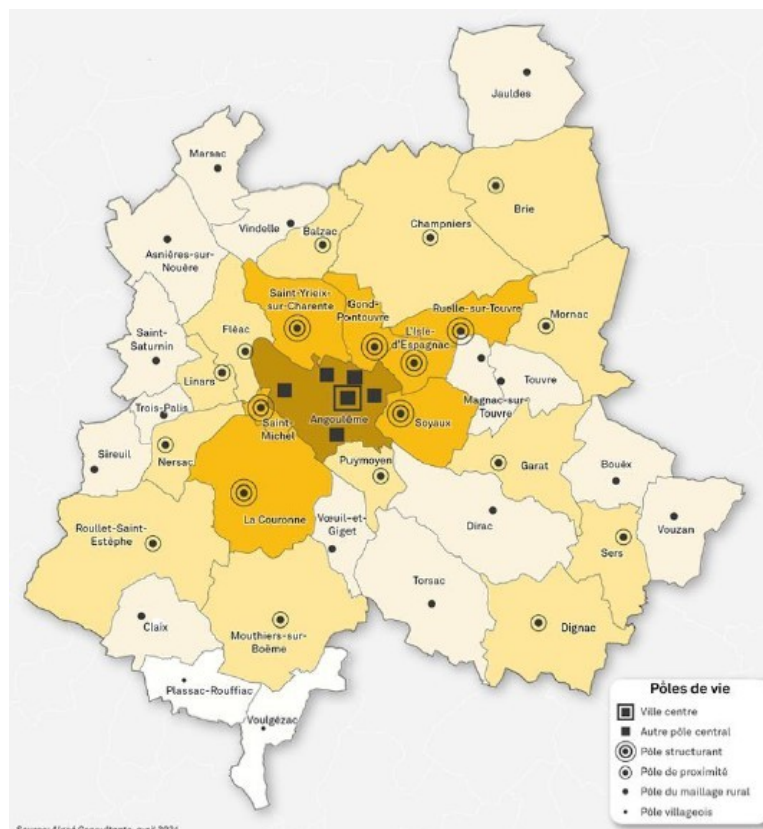 Jauldes
Marsac
Brie
Vindelle
Balzac
Champniers
Asnières-sur-
Nouère
Saint-Yrieix-
sur-Charente
Gond-
Pontouvre
Ruelle-sur-Touvre
Mornac
Saint-
Saturnin
Fléac
L'Isle-
d'Espagnac
Linars
Touvre
Magnac-sur-
Touvre
Trois-Palis
Angoulême
Saint-
Michel
Soyaux
Sireuil
Nersac
Puymoyen
Garat
Bouëx
La Couronne
Vœuil-et-
Giget
Dirac
Vouzan
Roullet-Saint-
Estèphe
Sers
Torsac
Claix
Mouthiers-sur-
Boëme
Dignac
Plassac-Rouffiac
Voulgézac
Pôles de vie
Ville centre
Autre pôle central
Pôle structurant
Pôle de proximité
Pôle du maillage rural
Pôle villageois